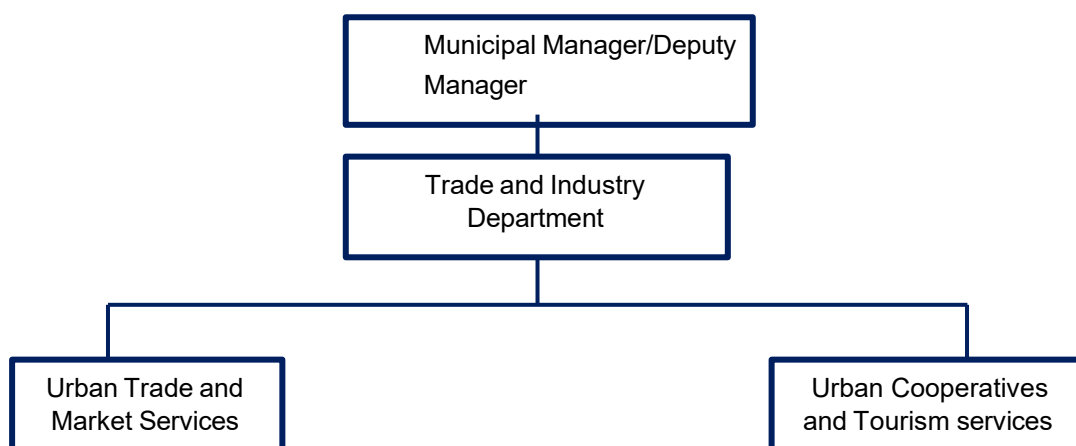 Municipal Manager/Deputy
Manager
Trade and Industry
Department
Urban Trade and
Market Services
Urban Cooperatives
and Tourism services